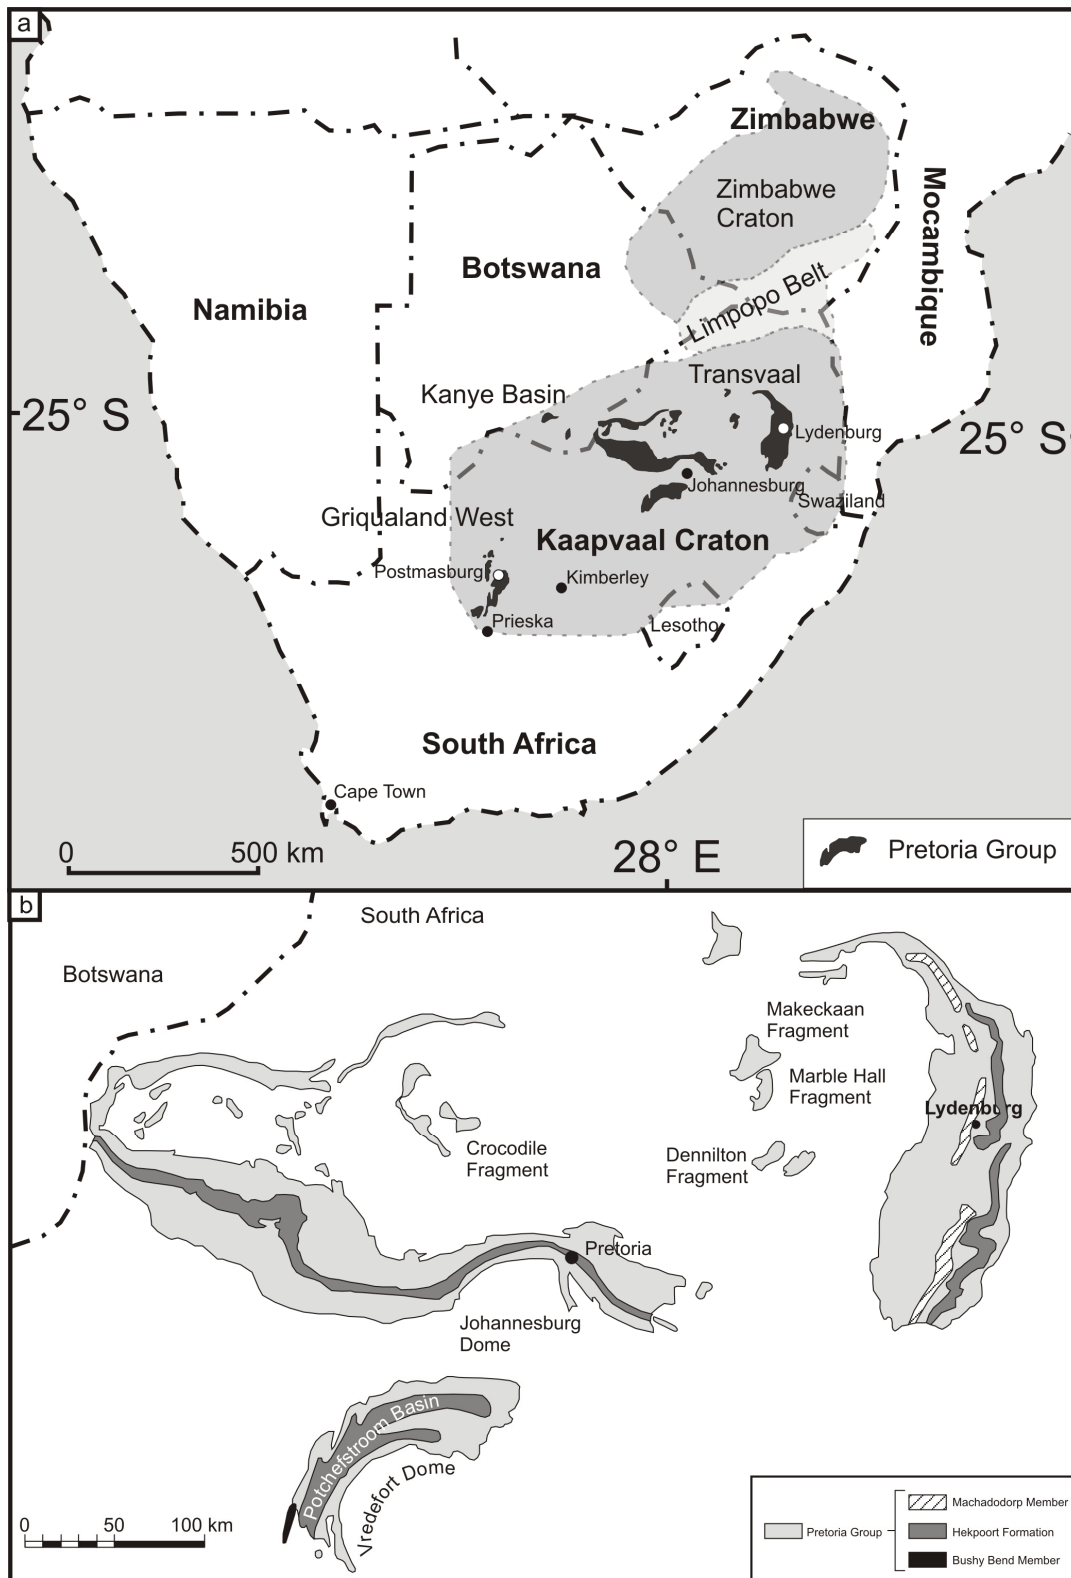 a
Zimbabwe
Zimbabwe
Craton
Mocambique
Botswana
Limpopo Belt
Namibia
Transvaal
Kanye Basin
25° S
25° S
Lydenburg
Johannesburg
Swaziland
Griqualand West
Kaapvaal Craton
Postmasburg
Kimberley
Prieska
Lesotho
South Africa
Cape Town
0 500 km
28° E
Pretoria Group
b
South Africa
Botswana
Makeckaan
Fragment
Marble Hall
Fragment
Lydenburg
Crocodile
Fragment
Dennilton
Fragment
Pretoria
Johannesburg
Dome
Potchefstroom Basin
Vredefort Dome
0 50 100 km
Pretoria Group
Machadodorp Member
Hekpoort Formation
Bushy Bend Member